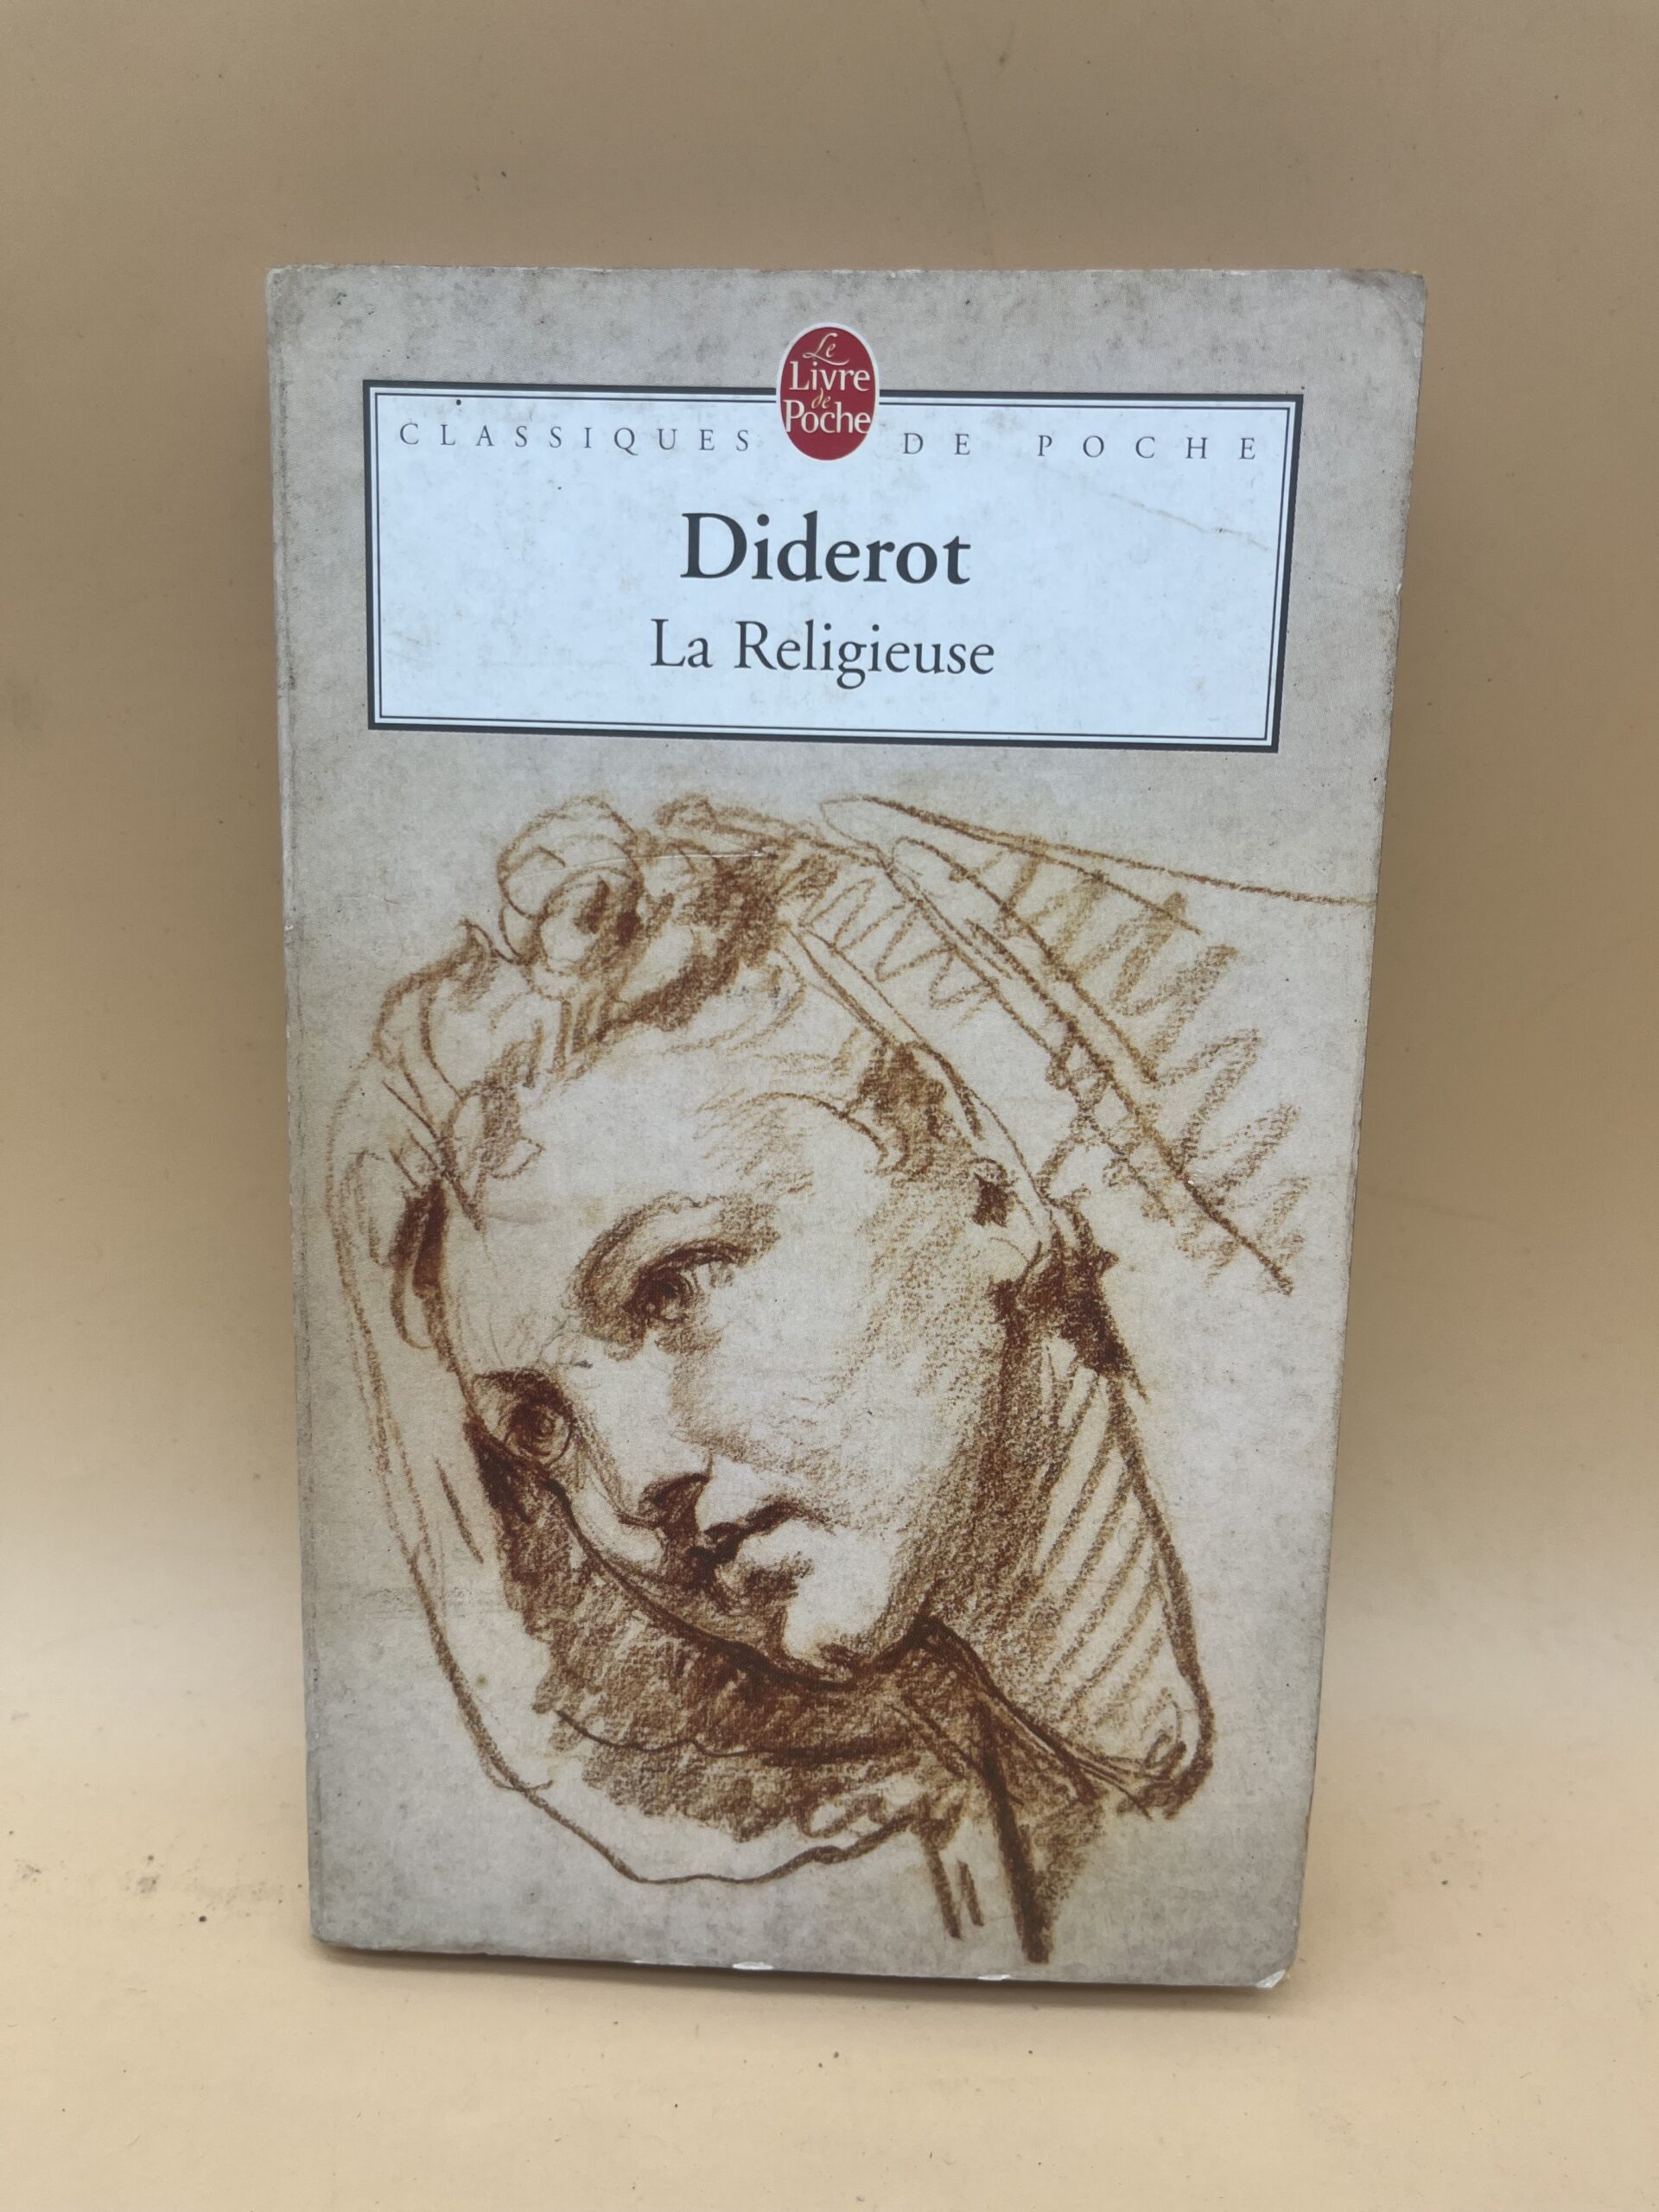 Le
Livre
de
Poche
CLASSIQUES DE POCHE
Diderot
La Religieuse